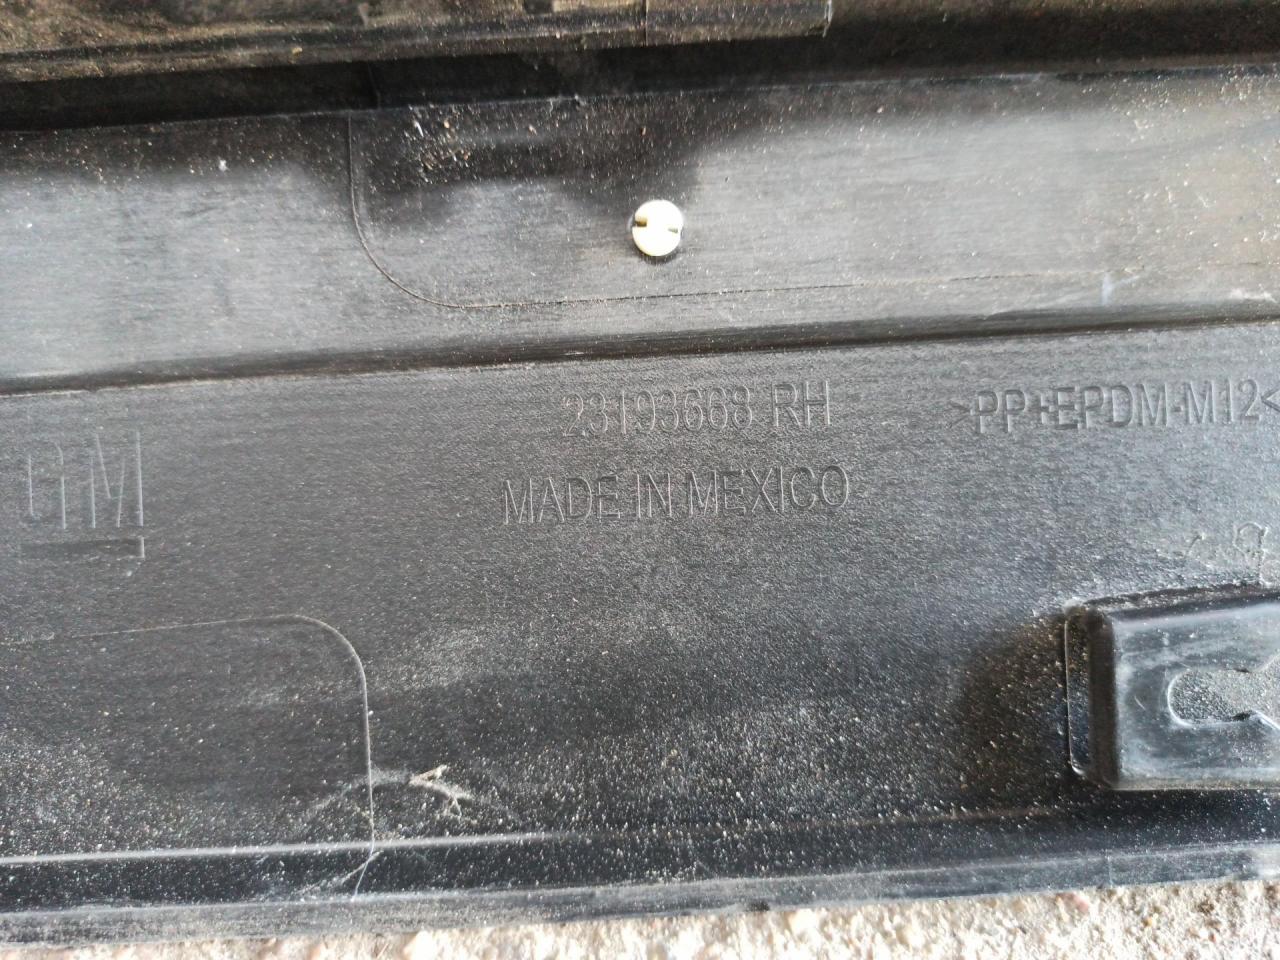 23193668 RH
>PP+EPDM-M12<
GM
MADE IN MEXICO